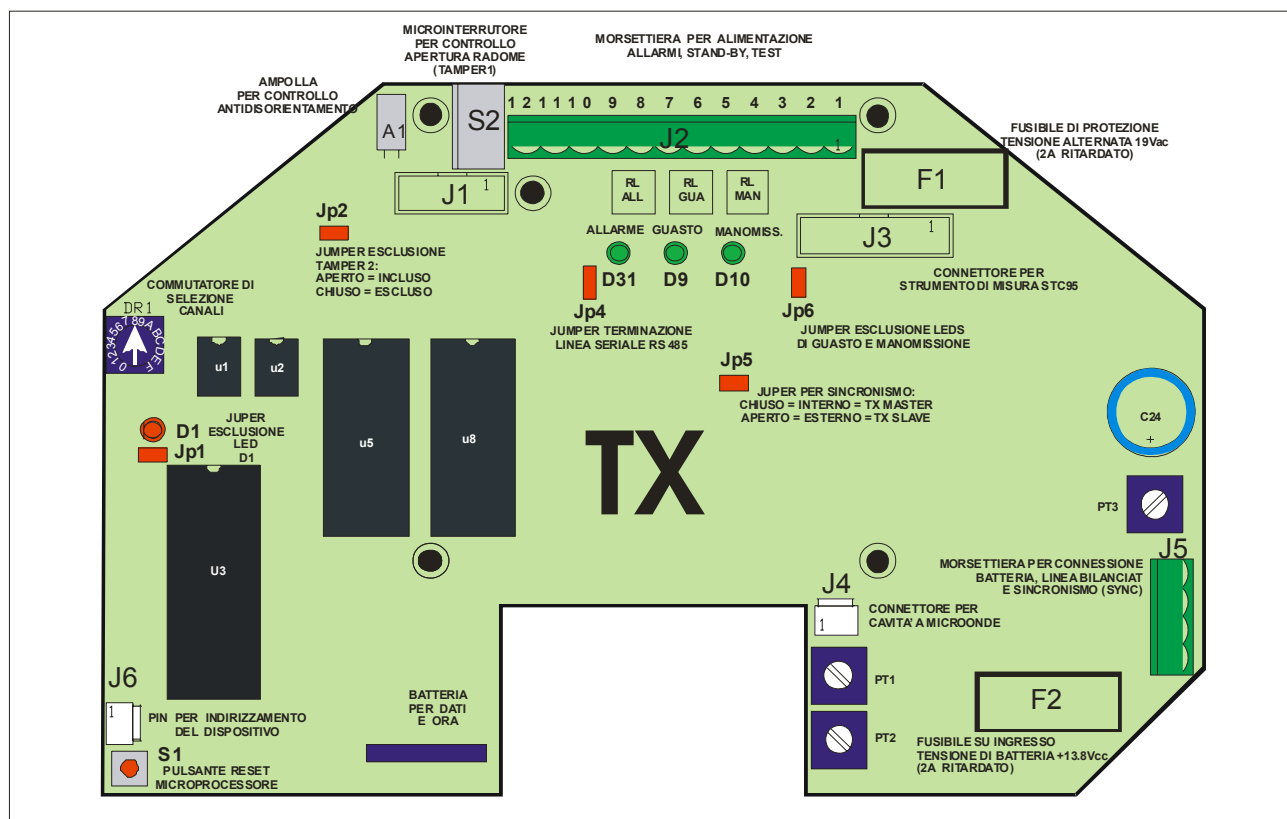 MICROINTERRUTORE
PER CONTROLLO
APERTURA RADOME
(TAMPER1)
MORSETTIERA PER ALIMENTAZIONE
ALLARMI, STAND-BY, TEST
AMPOLLA
PER CONTROLLO
ANTIDISORIENTAMENTO
A1
S2
12 11 10 9 8 7 6 5 4 3 2 1
J2
1
FUSIBILE DI PROTEZIONE
TENSIONE ALTERNATA 19Vac
(2A RITARDATO)
F1
J1
1
RL
ALL
RL
GUA
RL
MAN
J3
1
Jp2
JUMPER ESCLUSIONE
TAMPER 2:
APERTO = INCLUSO
CHIUSO = ESCLUSO
ALLARME GUASTO MANOMISS.
D31 D9 D10
Jp4
JUMPER TERMINAZIONE
LINEA SERIALE RS 485
Jp6
JUMPER ESCLUSIONE LEDS
DI GUASTO E MANOMISSIONE
CONNETTORE PER
STRUMENTO DI MISURA STC95
COMMUTATORE DI
SELEZIONE
CANALI
DR1
0123456789ABCDEF
u1
u2
u5
u8
Jp5
JUPER PER SINCRONISMO:
CHIUSO = INTERNO = TX MASTER
APERTO = ESTERNO = TX SLAVE
C24
+
D1
Jp1
JUPER
ESCLUSIONE
LED
D1
TX
PT3
U3
J5
MORSETTIERA PER CONNESSIONE
BATTERIA, LINEA BILANCIAT
E SINCRONISMO (SYNC)
J4
1
CONNETTORE PER
CAVITA' A MICROONDE
J6
1
PIN PER INDIRIZZAMENTO
DEL DISPOSITIVO
S1
PULSANTE RESET
MICROPROCESSORE
BATTERIA
PER DATI
E ORA
PT1
PT2
F2
FUSIBILE SU INGRESSO
TENSIONE DI BATTERIA +13.8Vcc
(2A RITARDATO)